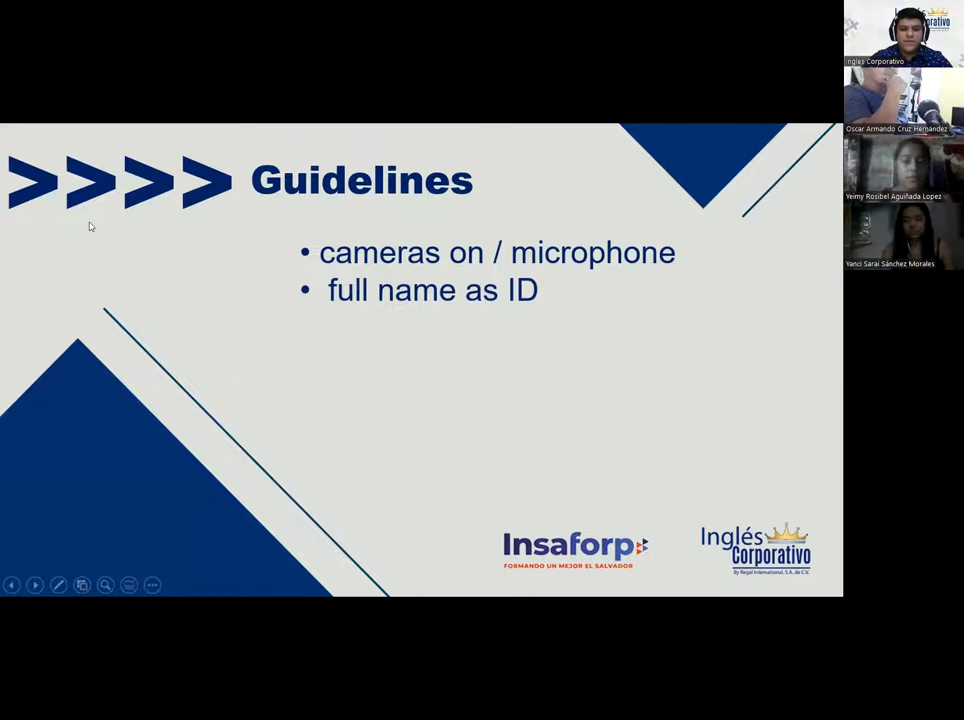 >>>> Guidelines
• cameras on / microphone
• full name as ID
Insaforp
FORMANDO UN MEJOR EL SALVADOR
Inglés
Corporativo
By Regal International, S.A. de C.V.
Inglés Corporativo
Oscar Armando Cruz Hernández
Yeimy Rosibel Aguiñada Lopez
Yanci Sarai Sánchez Morales